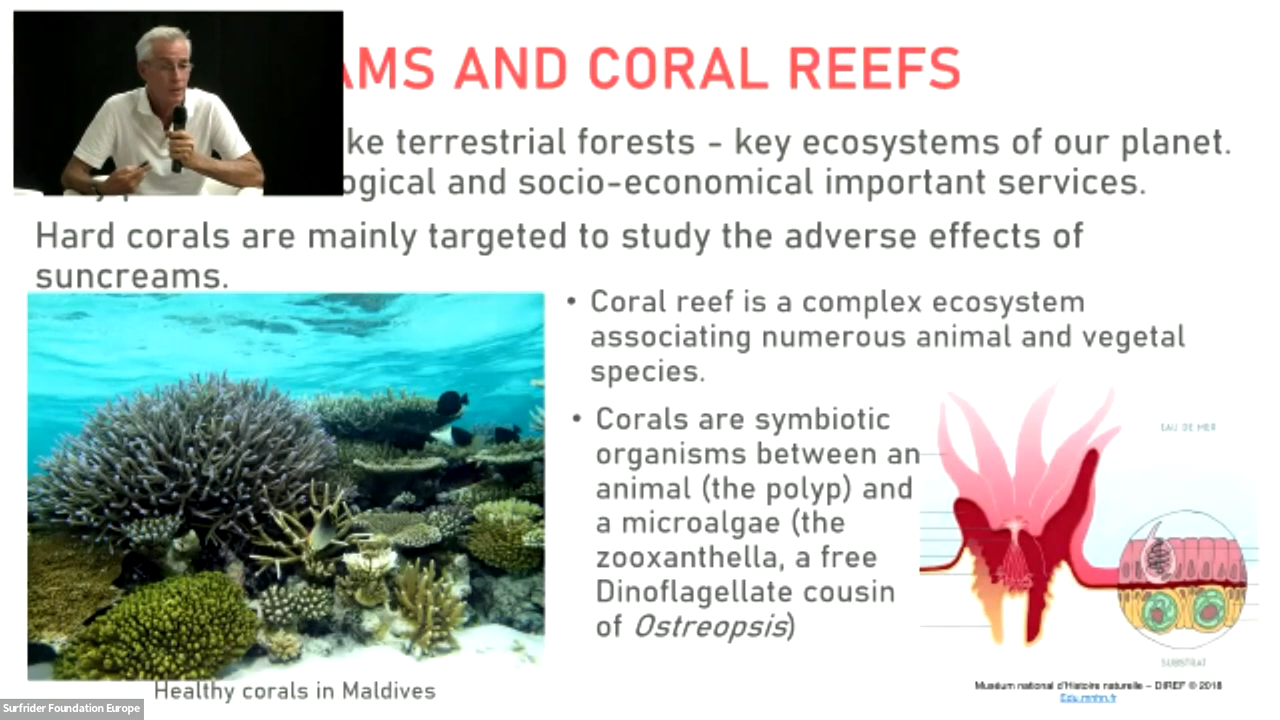 AMS AND CORAL REEFS
ke terrestrial forests - key ecosystems of our planet.
ogical and socio-economical important services.
Hard corals are mainly targeted to study the adverse effects of
suncreams.
• Coral reef is a complex ecosystem
associating numerous animal and vegetal
species.
• Corals are symbiotic
organisms between an
animal (the polyp) and
a microalgae (the
zooxanthella, a free
Dinoflagellate cousin
of Ostreopsis)
EAU DE MER
SUBSTRAT
Muséum national d'Histoire naturelle – DIREF © 2018
Edu.mnhn.fr
Healthy corals in Maldives
Surfrider Foundation Europe